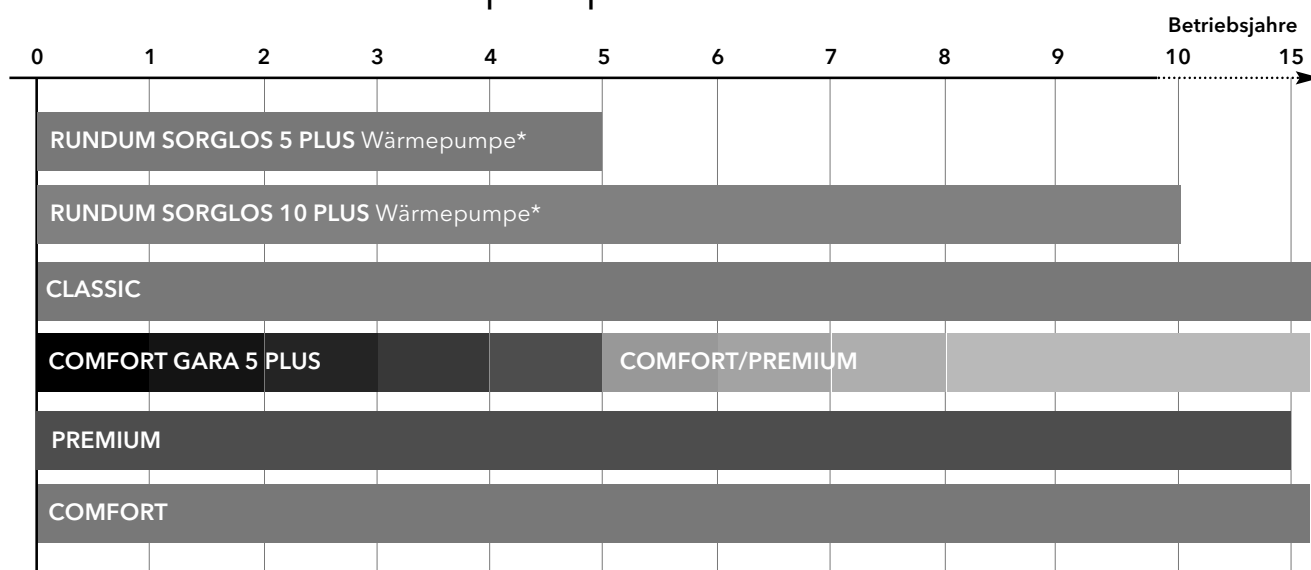 Betriebsjahre
0 1 2 3 4 5 6 7 8 9 10 15
RUNDUM SORGLOS 5 PLUS Wärmepumpe*
RUNDUM SORGLOS 10 PLUS Wärmepumpe*
CLASSIC
COMFORT GARA 5 PLUS COMFORT/PREMIUM
PREMIUM
COMFORT